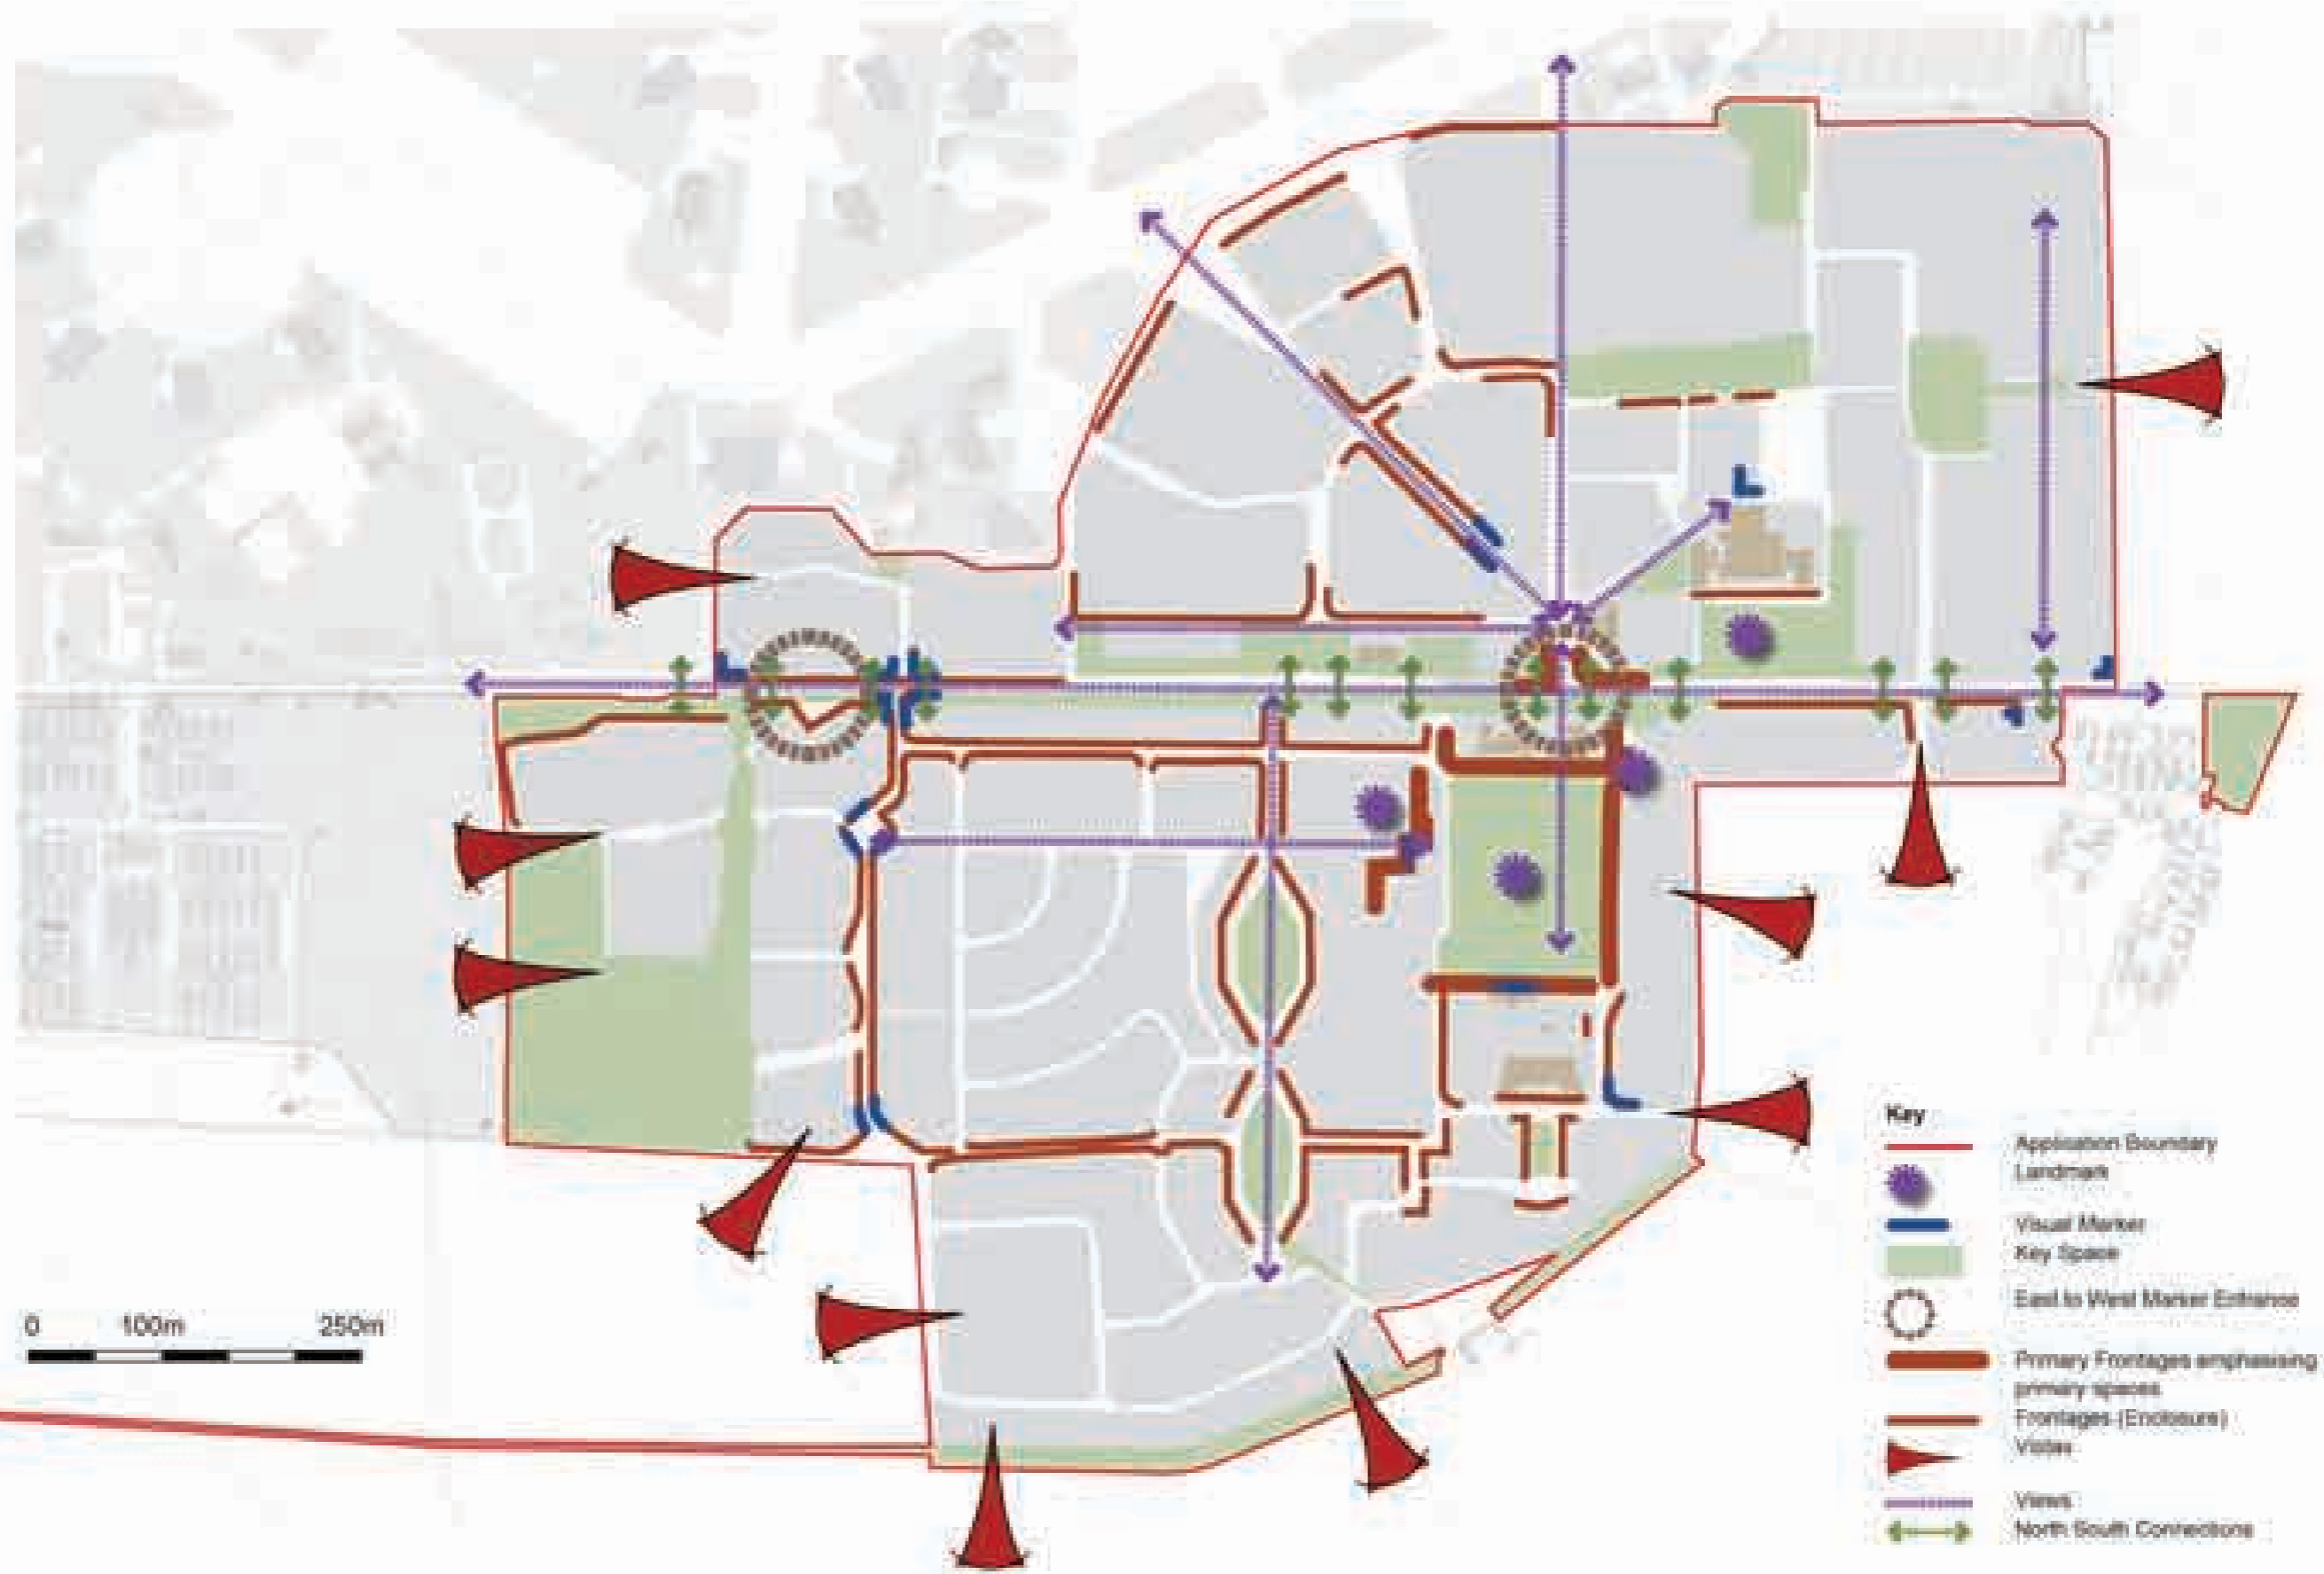 Key
Application Boundary
Landmark
Visual Marker
Key Space
East to West Marker Entrance
Primary Frontages emphasising
primary spaces
Frontages (Enclosure)
Vistas
Views
North South Connections
0 100m 250m